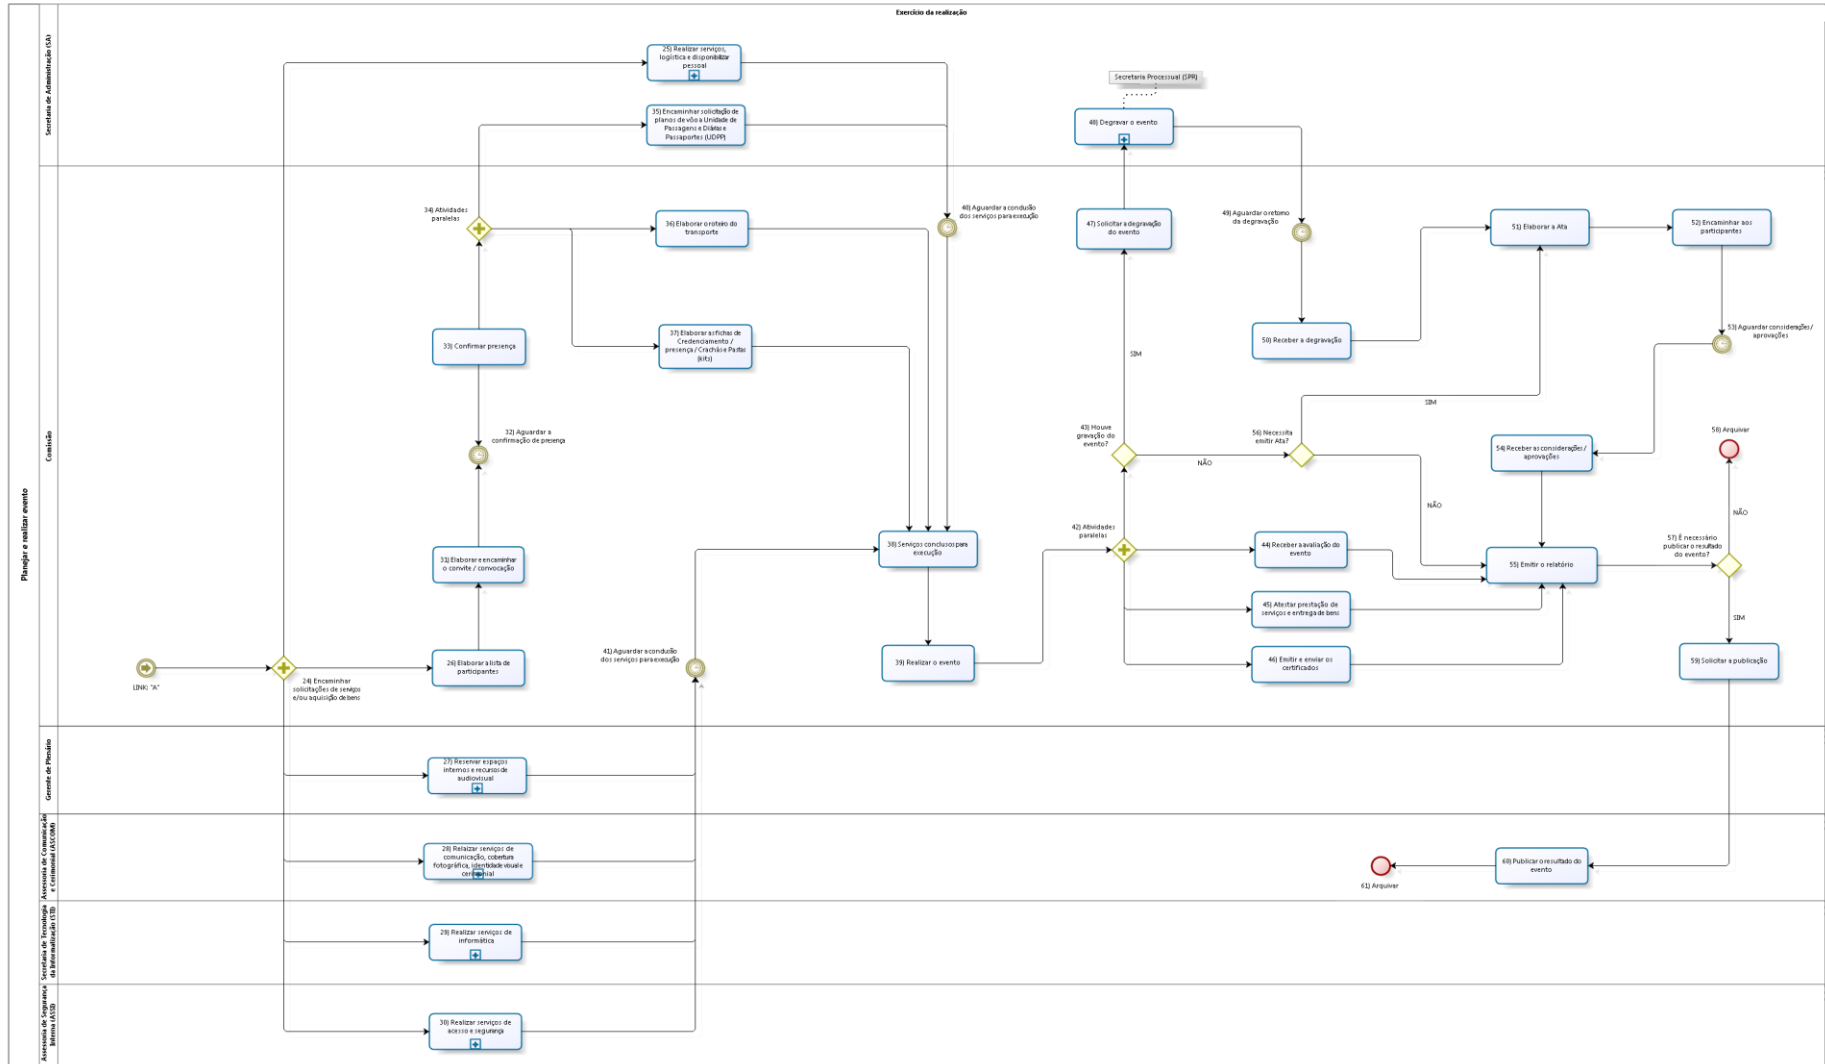 Exercício da realização
Planejar e realizar evento
Secretaria de Administração (SA)
25) Realizar serviços,
logística e disponibilizar
pessoal
35) Encaminhar solicitação de
planos de vôo a Unidade de
Passagens e Diárias e
Passaportes (UDPP)
Secretaria Processual (SPR)
48) Degravar o evento
Comissão
34) Atividades
paralelas
36) Elaborar o roteiro do
transporte
40) Aguardar a conclusão
dos serviços para execução
47) Solicitar a degravação
do evento
49) Aguardar o retorno
da degravação
51) Elaborar a Ata
52) Encaminhar aos
participantes
33) Confirmar presença
37) Elaborar as fichas de
Credenciamento /
presença / Crachás e Pastas
(kits)
SIM
50) Receber a degravação
53) Aguardar considerações/
aprovações
SIM
32) Aguardar a
confirmação de presença
43) Houve
gravação do
evento?
NÃO
56) Necessita
emitir Ata?
54) Receber as considerações /
aprovações
58) Arquivar
NÃO
NÃO
31) Elaborar e encaminhar
o convite / convocação
38) Serviços conclusos para
execução
42) Atividades
paralelas
44) Receber a avaliação do
evento
55) Emitir o relatório
57) É necessário
publicar o resultado
do evento?
45) Atestar prestação de
serviços e entrega de bens
SIM
LINK: "A"
24) Encaminhar
solicitações de serviços
e/ou aquisição de bens
26) Elaborar a lista de
participantes
41) Aguardar a conclusão
dos serviços para execução
39) Realizar o evento
46) Emitir e enviar os
certificados
59) Solicitar a publicação
Gerente de Plenário
27) Reservar espaços
internos e recursos de
audiovisual
Assessoria de Comunicação
e Cerimonial (ASCOM)
28) Relaizar serviços de
comunicação, cobertura
fotográfica, identidade visual e
cerimonial
61) Arquivar
60) Publicar o resultado do
evento
Secretaria de Tecnologia
da Informatização (STI)
29) Realizar serviços de
informática
Assessoria de Segurança
Interna (ASSI)
30) Realizar serviços de
acesso e segurança